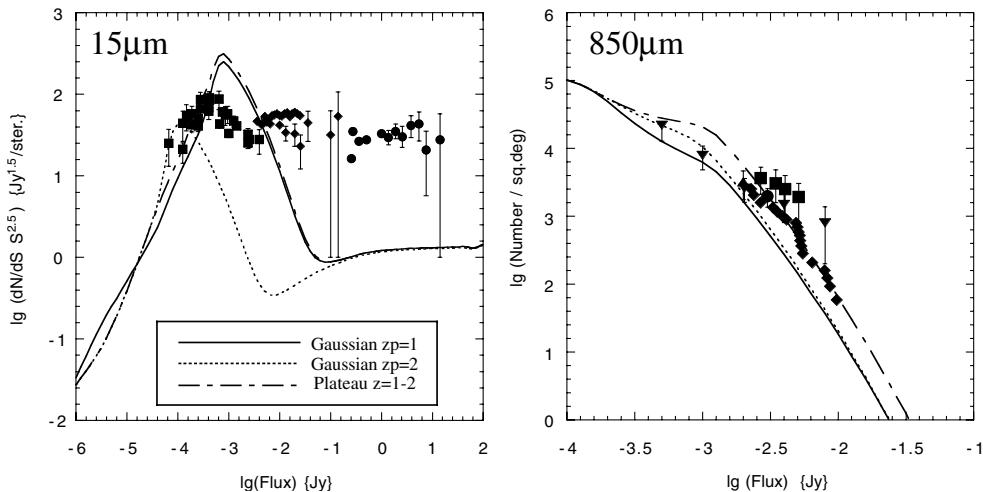 15μm
3
2
1
0
-1
-2
lg (dN/dS S^2.5) {Jy^1.5/ster.}
Gaussian zp=1
Gaussian zp=2
Plateau z=1-2
-6 -5 -4 -3 -2 -1 0 1 2
lg(Flux) {Jy}
850μm
6
5
4
3
2
1
0
lg (Number / sq.deg)
-4 -3.5 -3 -2.5 -2 -1.5 -1
lg (Flux) {Jy}